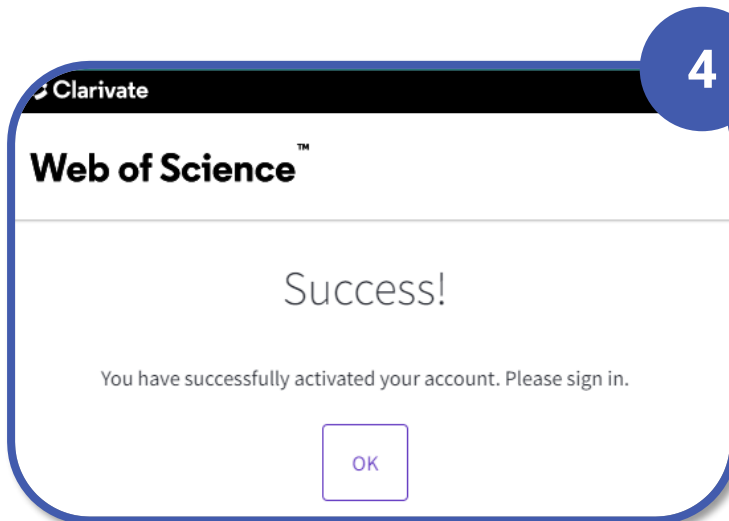 4
Clarivate
Web of Science™
Success!
You have successfully activated your account. Please sign in.
OK